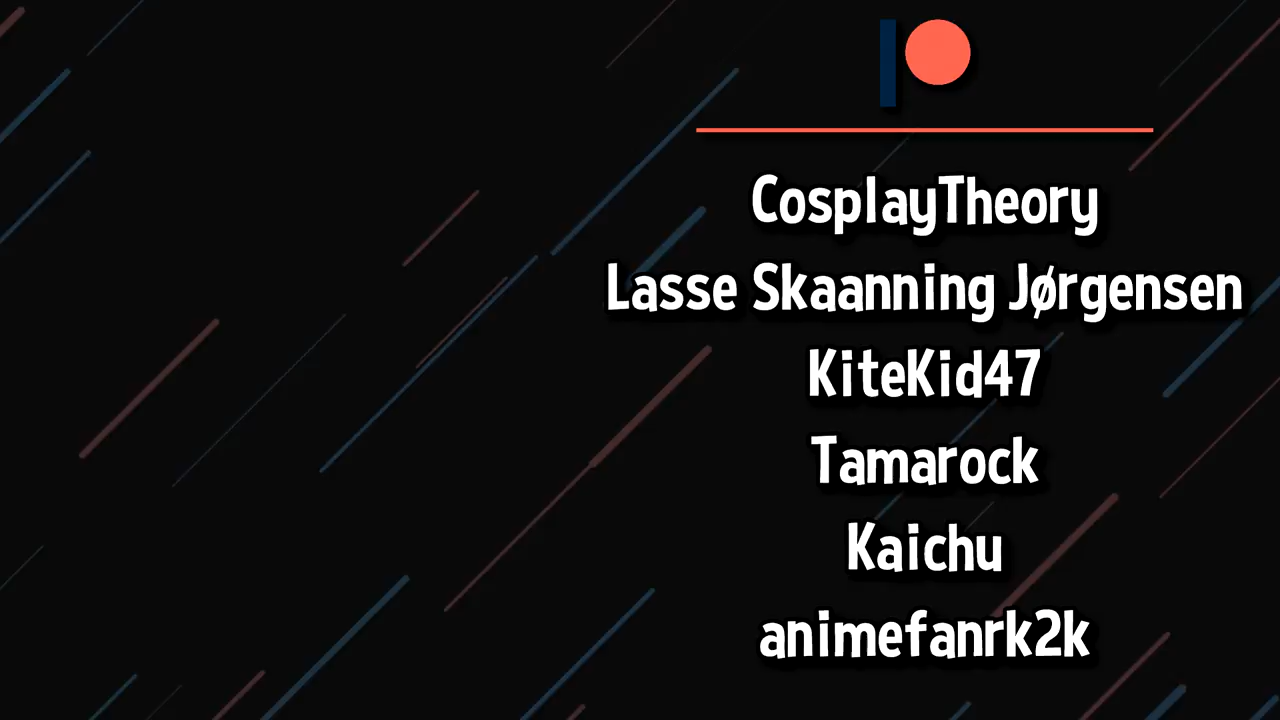 CosplayTheory
Lasse Skaanning Jørgensen
KiteKid47
Tamarock
Kaichu
animefanrk2k